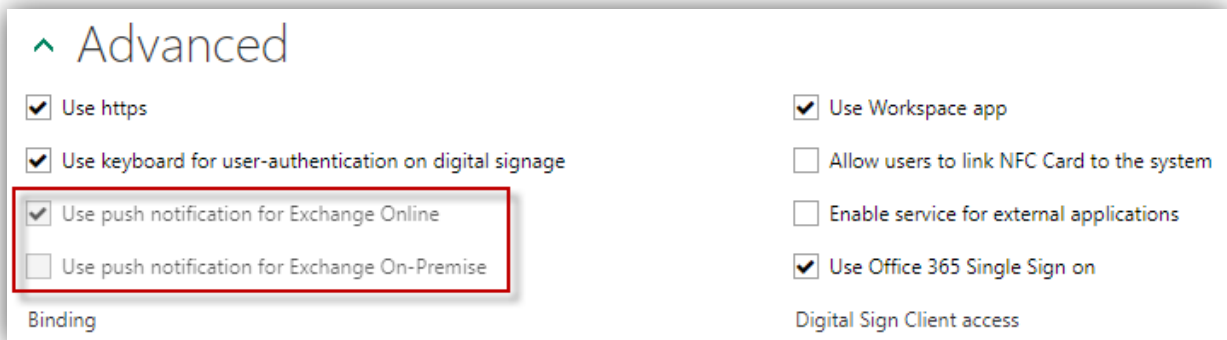 Advanced
Use https
Use Workspace app
Use keyboard for user-authentication on digital signage
Allow users to link NFC Card to the system
Use push notification for Exchange Online
Enable service for external applications
Use push notification for Exchange On-Premise
Use Office 365 Single Sign on
Binding
Digital Sign Client access